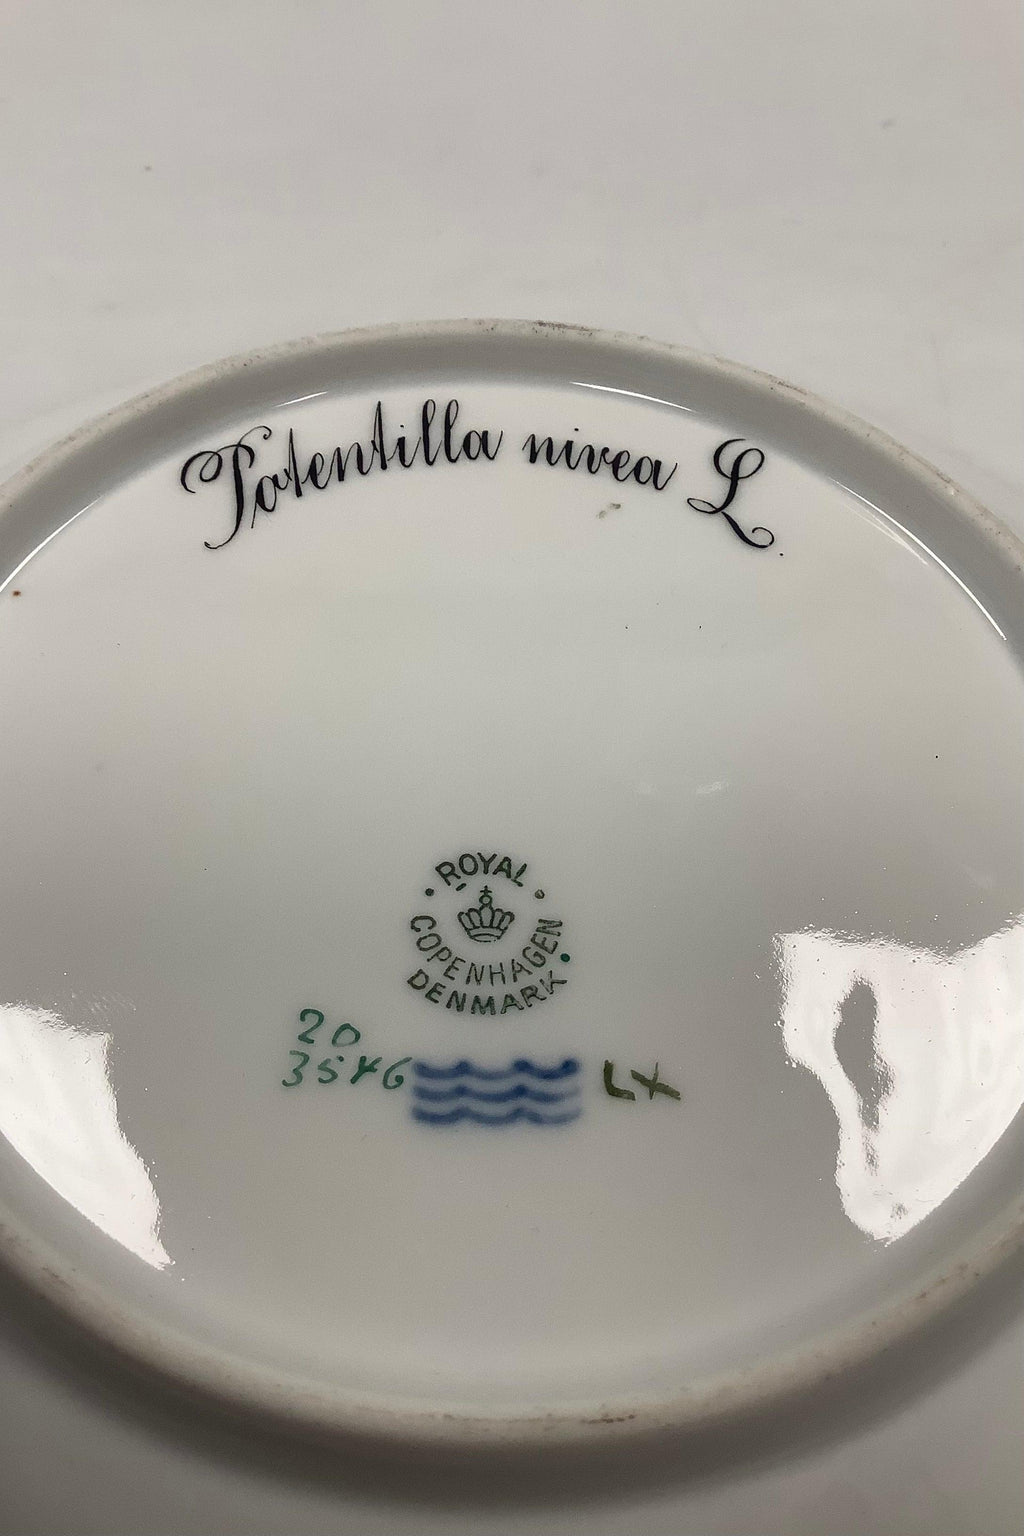 Potentilla nivea L.
ROYAL
COPENHAGEN
DENMARK
20
3546
LX